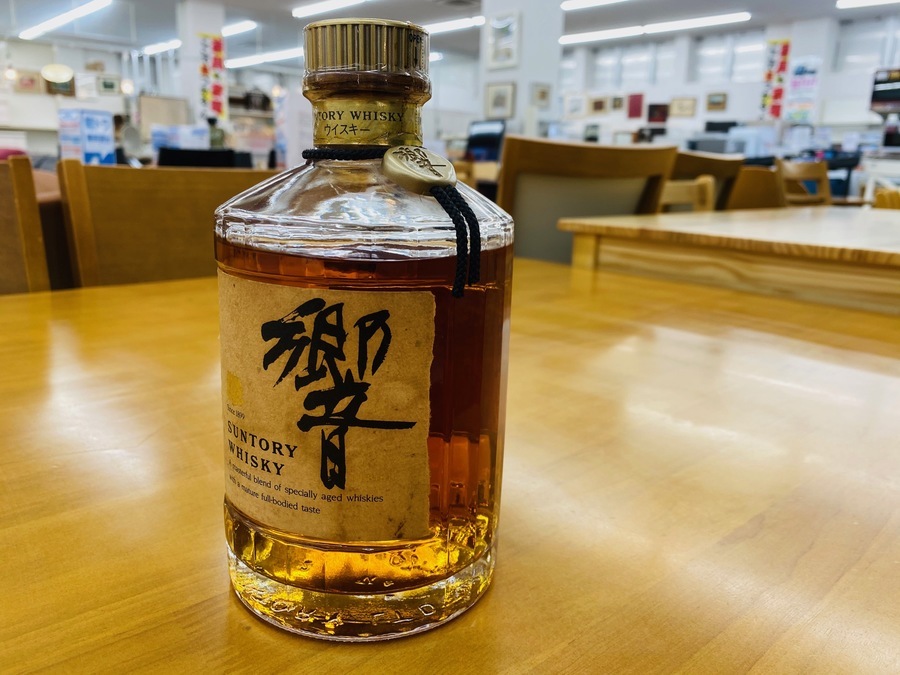 TORY WHISKY
ウイスキー
響
Since 1899
SUNTORY
WHISKY
A masterful blend of specially aged whiskies
with a mature full-bodied taste